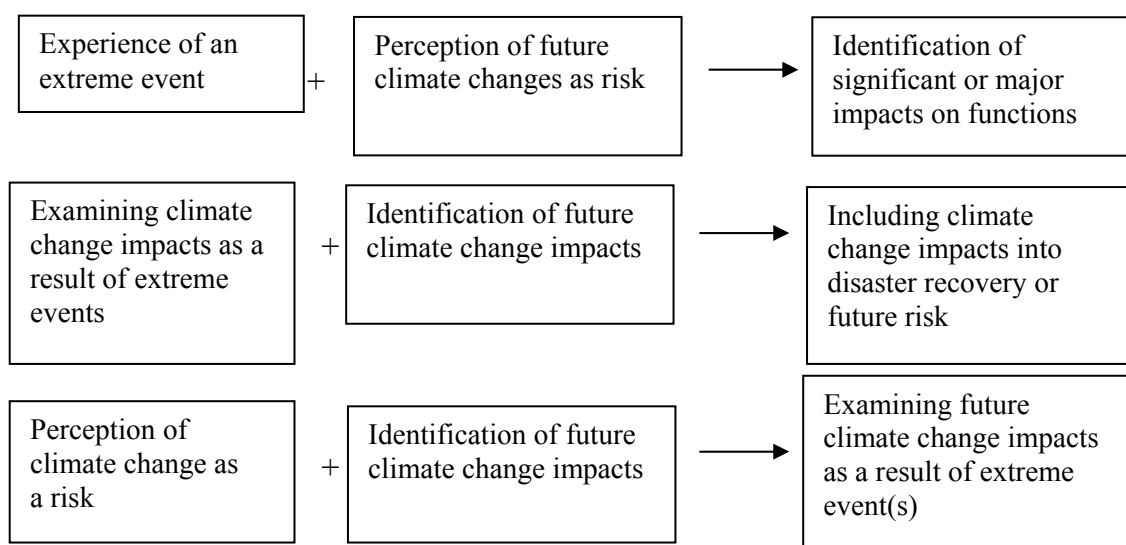 Experience of an
extreme event
+
Perception of future
climate changes as risk
Identification of
significant or major
impacts on functions
Examining climate
change impacts as a
result of extreme
events
+
Identification of future
climate change impacts
Including climate
change impacts into
disaster recovery or
future risk
Perception of
climate change as
a risk
+
Identification of future
climate change impacts
Examining future
climate change impacts
as a result of extreme
event(s)